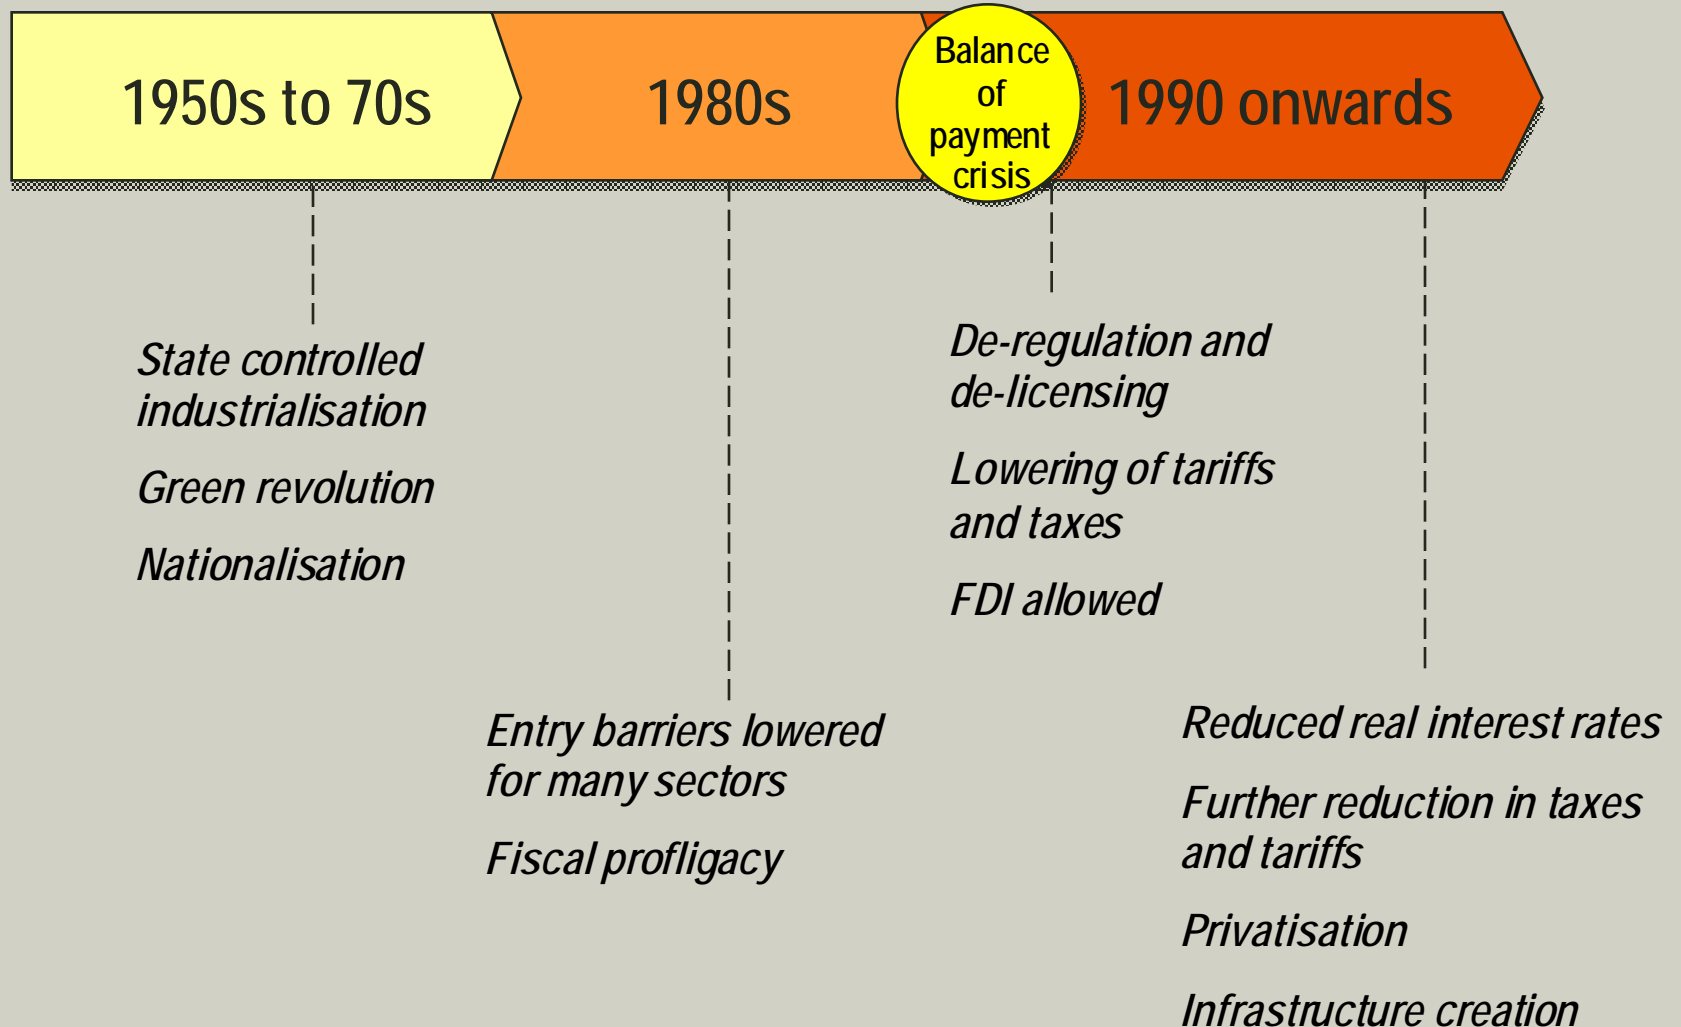 1950s to 70s
1980s
Balance
of
payment
crisis
1990 onwards
State controlled
industrialisation
Green revolution
Nationalisation
Entry barriers lowered
for many sectors
Fiscal profligacy
De-regulation and
de-licensing
Lowering of tariffs
and taxes
FDI allowed
Reduced real interest rates
Further reduction in taxes
and tariffs
Privatisation
Infrastructure creation